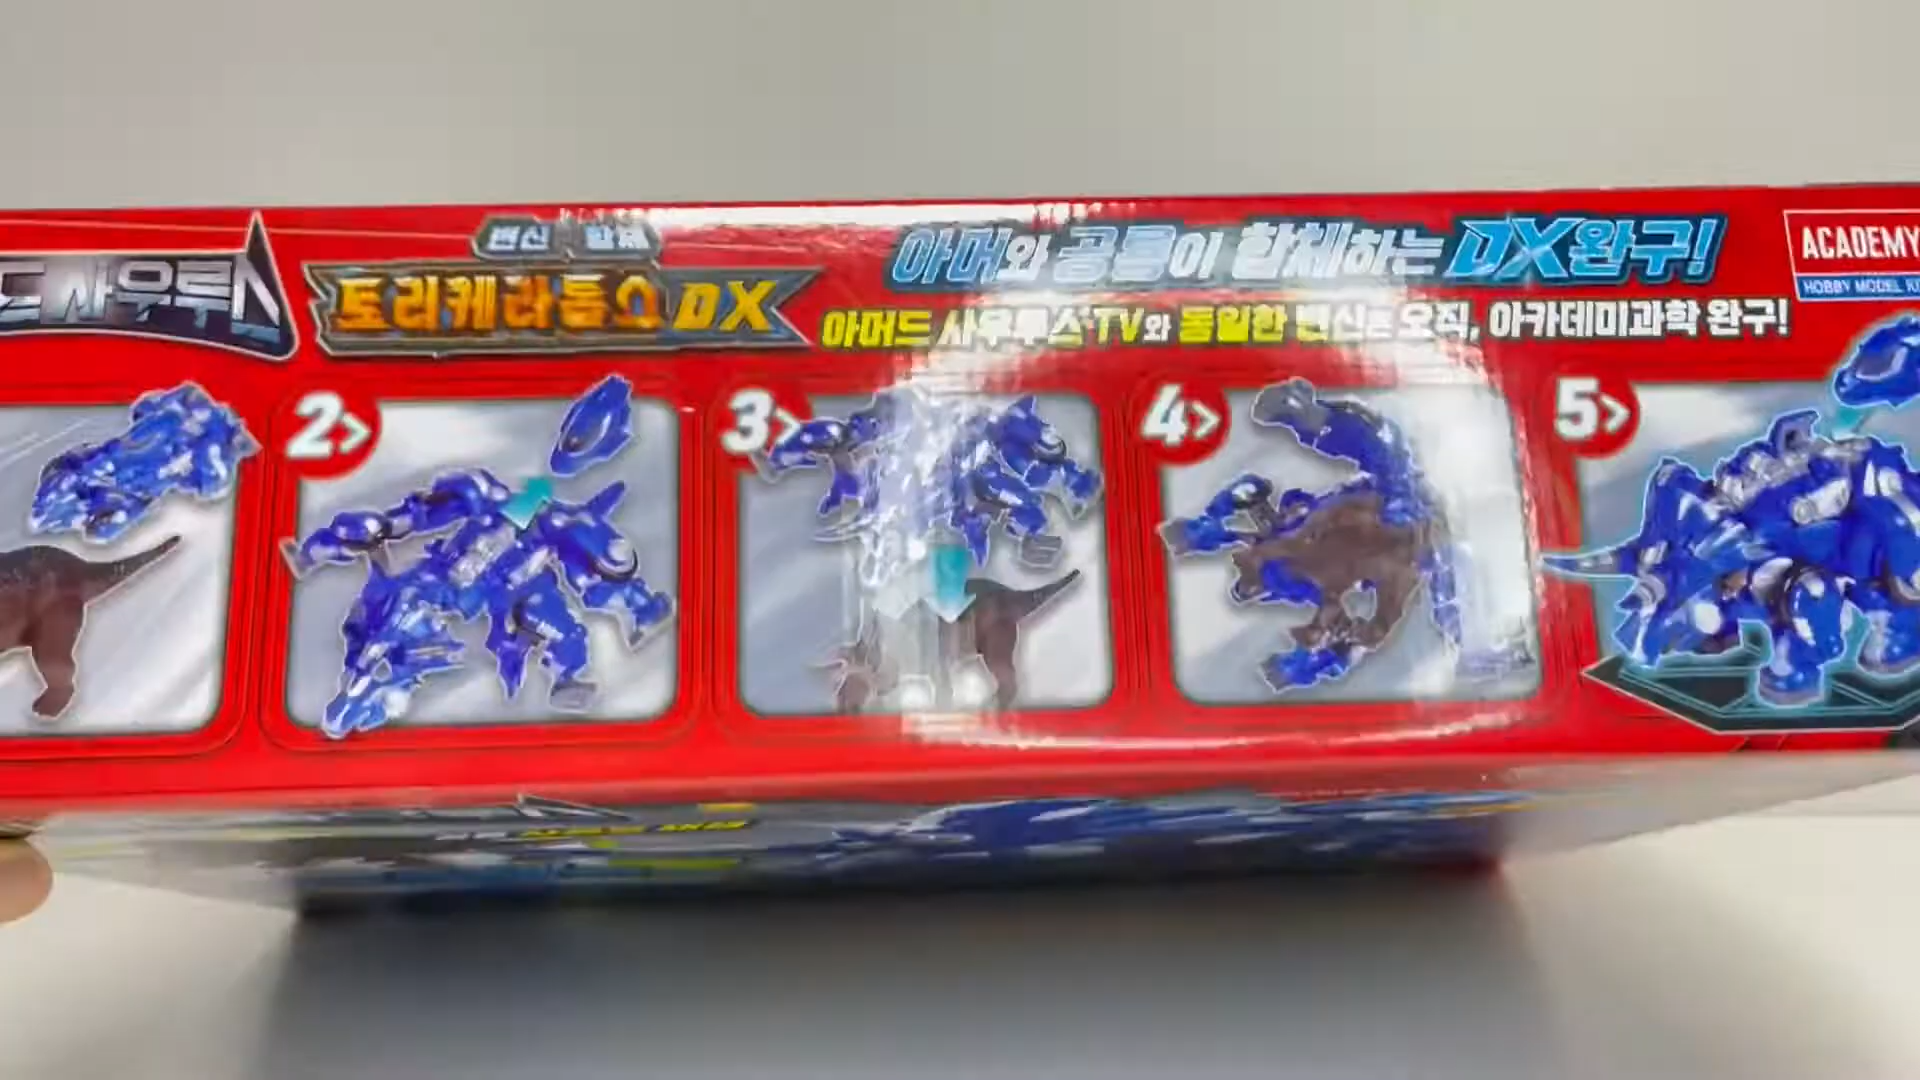 드사우루스
변신 합체
토리케라톱스 DX
아머와 공룡이 합체하는 DX완구!
아머드 사우루스 TV와 동일한 변신은 오직, 아카데미과학 완구!
ACADEMY
HOBBY MODEL KI
2>
3>
4>
5>